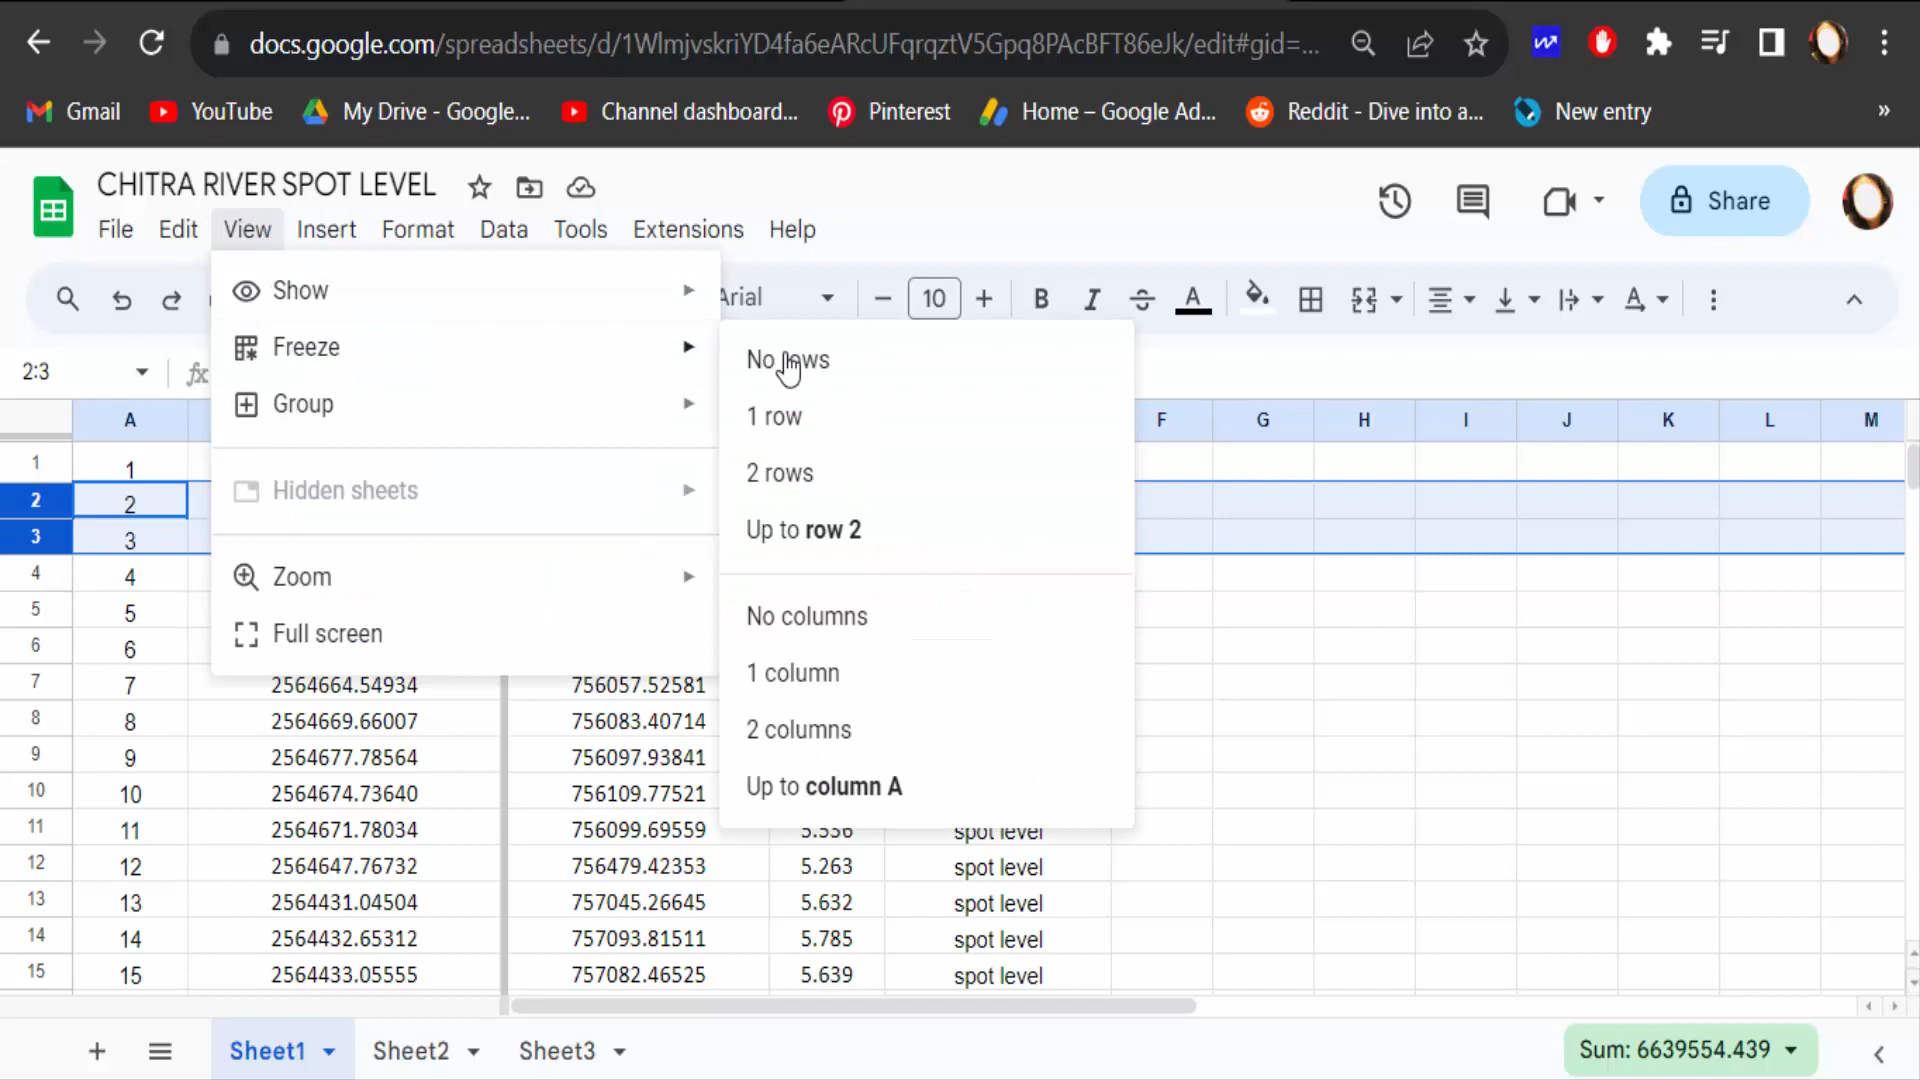 docs.google.com/spreadsheets/d/1WlmjvskriYD4fa6eARcUFqrqztV5Gpq8PAcBFT86eJk/edit#gid=...
Gmail YouTube My Drive - Google... Channel dashboard... Pinterest Home – Google Ad... Reddit - Dive into a... New entry »
CHITRA RIVER SPOT LEVEL
Share
File Edit View Insert Format Data Tools Extensions Help
Show
Arial 10 B I A
Freeze
No rows
2:3 fx
Group
1 row
A F G H I J K L M
1 1
2 rows
Hidden sheets
2 2
Up to row 2
3 3
4 4
Zoom
5 5
No columns
Full screen
6 6
1 column
7 7 2564664.54934 756057.52581
8 8 2564669.66007 756083.40714
2 columns
9 9 2564677.78564 756097.93841
Up to column A
10 10 2564674.73640 756109.77521
11 11 2564671.78034 756099.69559 5.536 spot level
12 12 2564647.76732 756479.42353 5.263 spot level
13 13 2564431.04504 757045.26645 5.632 spot level
14 14 2564432.65312 757093.81511 5.785 spot level
15 15 2564433.05555 757082.46525 5.639 spot level
Sheet1 Sheet2 Sheet3 Sum: 6639554.439